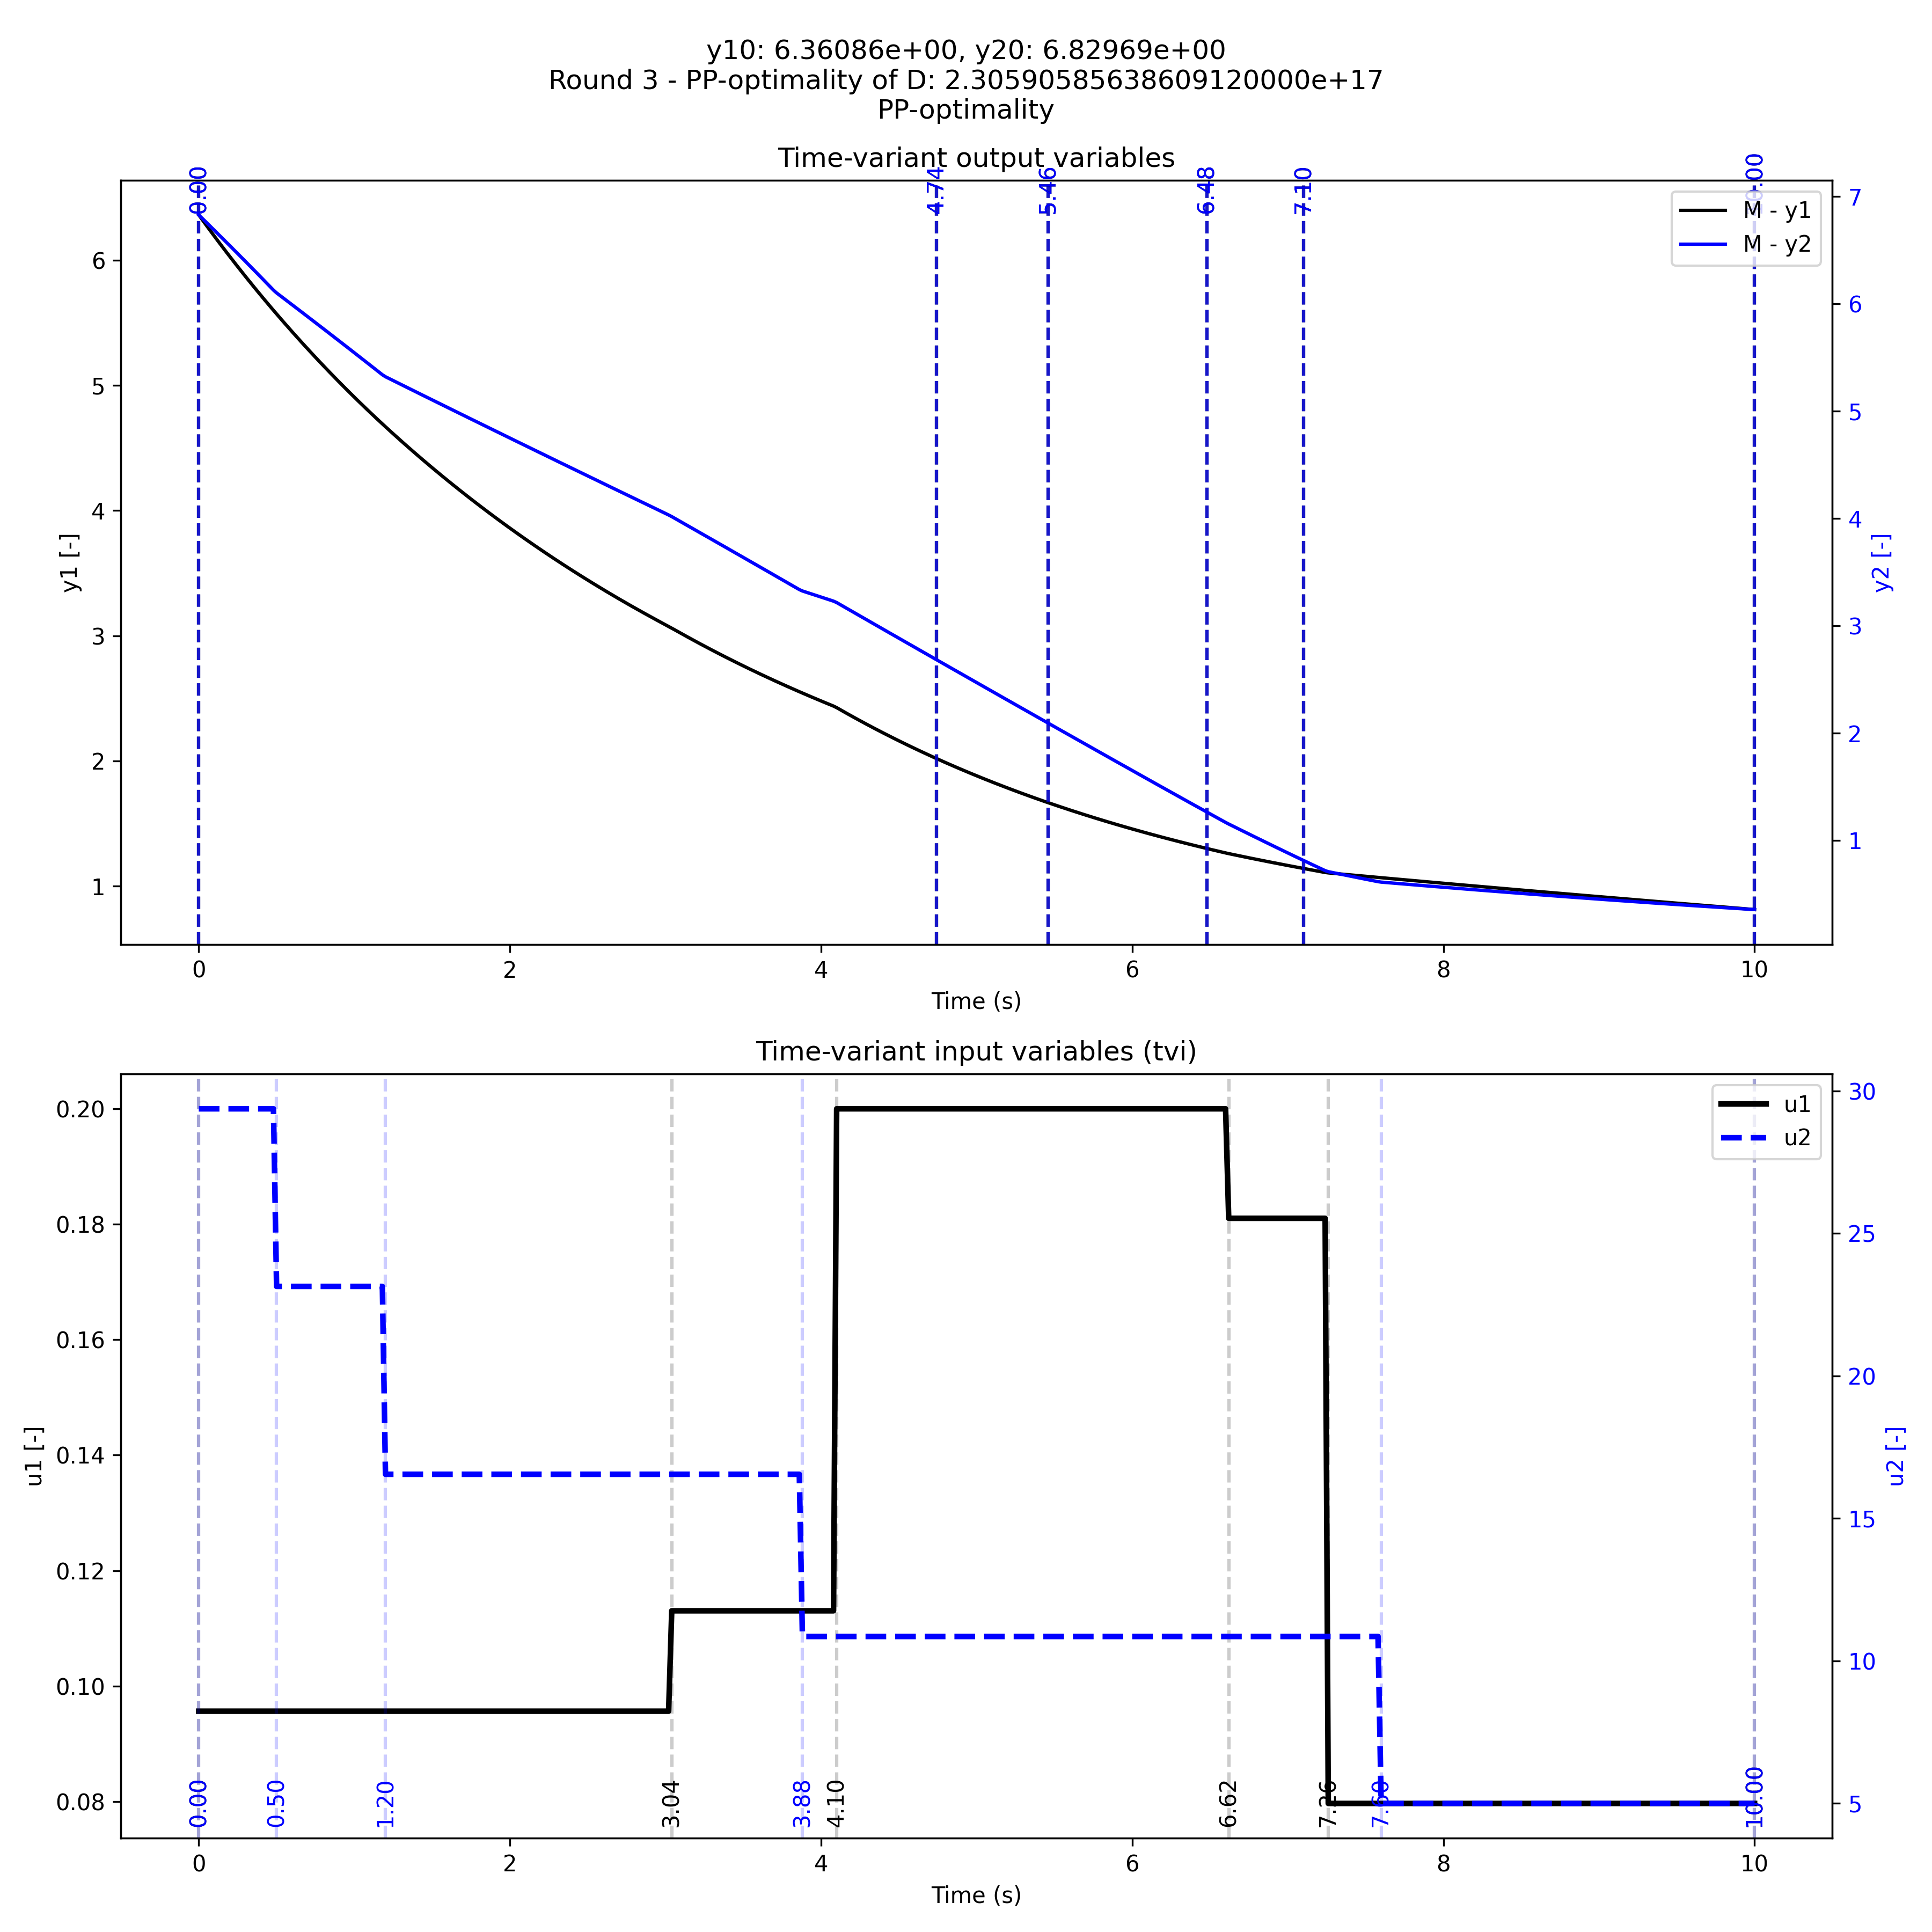 y10: 6.36086e+00, y20: 6.82969e+00
Round 3 - PP-optimality of D: 2.30590585638609120000e+17
PP-optimality
Time-variant output variables
0.00
4.74
5.46
6.48
7.10
M - y1
M - y2
6
5
4
3
2
1
7
6
5
4
3
2
1
y1 [-]
y2 [-]
0 2 4 6 8 10
Time (s)
Time-variant input variables (tvi)
u1
u2
0.20
0.18
0.16
0.14
0.12
0.10
0.08
30
25
20
15
10
5
u1 [-]
u2 [-]
0.00
0.50
1.20
3.04
3.88
4.10
6.62
7.26
7.60
10.00
0 2 4 6 8 10
Time (s)